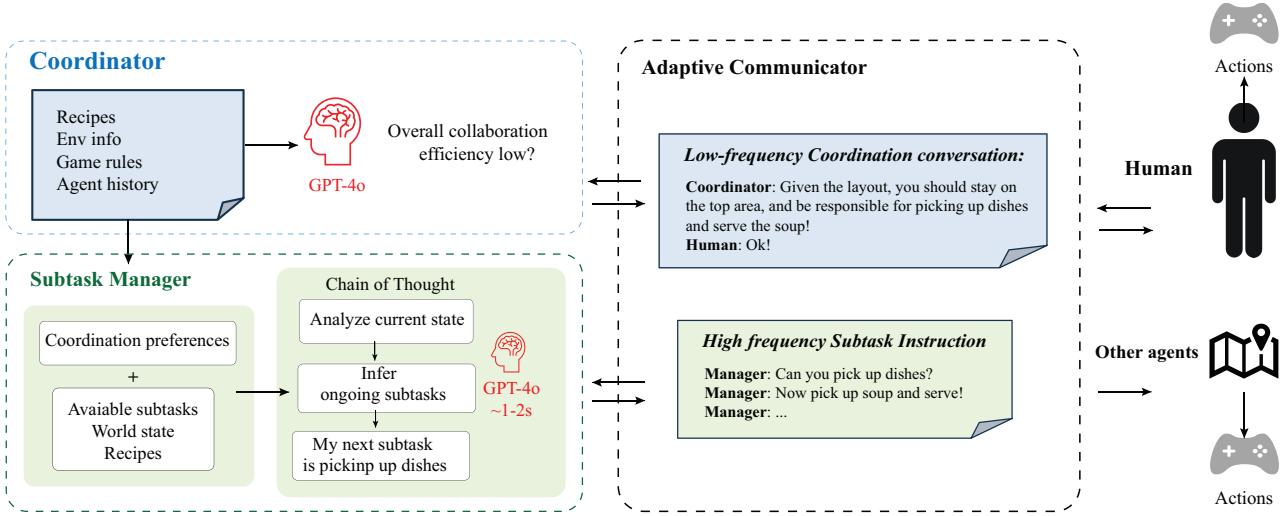 Coordinator
Recipes
Env info
Game rules
Agent history
GPT-4o
Overall collaboration
efficiency low?
Subtask Manager
Coordination preferences
+
Avaiable subtasks
World state
Recipes
Chain of Thought
Analyze current state
Infer
ongoing subtasks
My next subtask
is pickinp up dishes
GPT-4o
~1-2s
Adaptive Communicator
Low-frequency Coordination conversation:
Coordinator: Given the layout, you should stay on
the top area, and be responsible for picking up dishes
and serve the soup!
Human: Ok!
High frequency Subtask Instruction
Manager: Can you pick up dishes?
Manager: Now pick up soup and serve!
Manager: ...
Actions
Human
Other agents
Actions